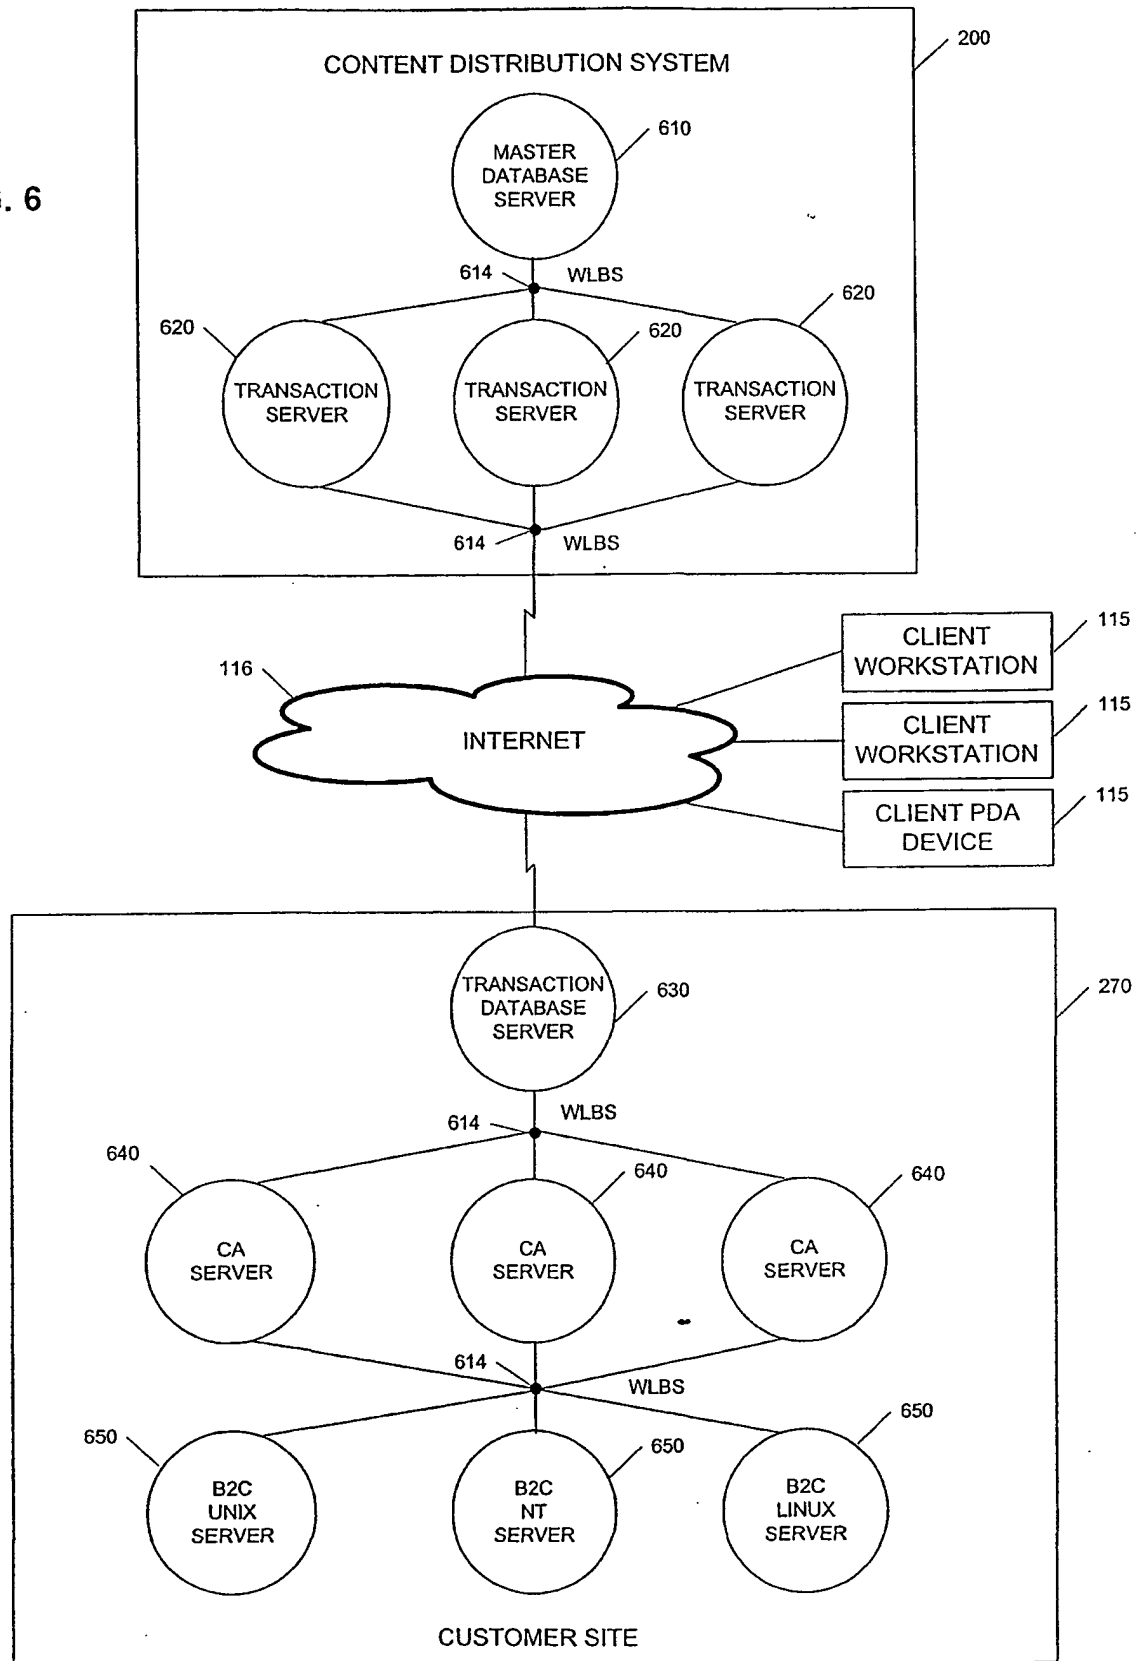 200
CONTENT DISTRIBUTION SYSTEM
610
MASTER
DATABASE
SERVER
. 6
614
WLBS
620
620
620
TRANSACTION
SERVER
TRANSACTION
SERVER
TRANSACTION
SERVER
614
WLBS
CLIENT
WORKSTATION
115
116
INTERNET
CLIENT
WORKSTATION
115
CLIENT PDA
DEVICE
115
TRANSACTION
DATABASE
SERVER
630
270
614
WLBS
640
640
640
CA
SERVER
CA
SERVER
CA
SERVER
614
WLBS
650
650
650
B2C
UNIX
SERVER
B2C
NT
SERVER
B2C
LINUX
SERVER
CUSTOMER SITE